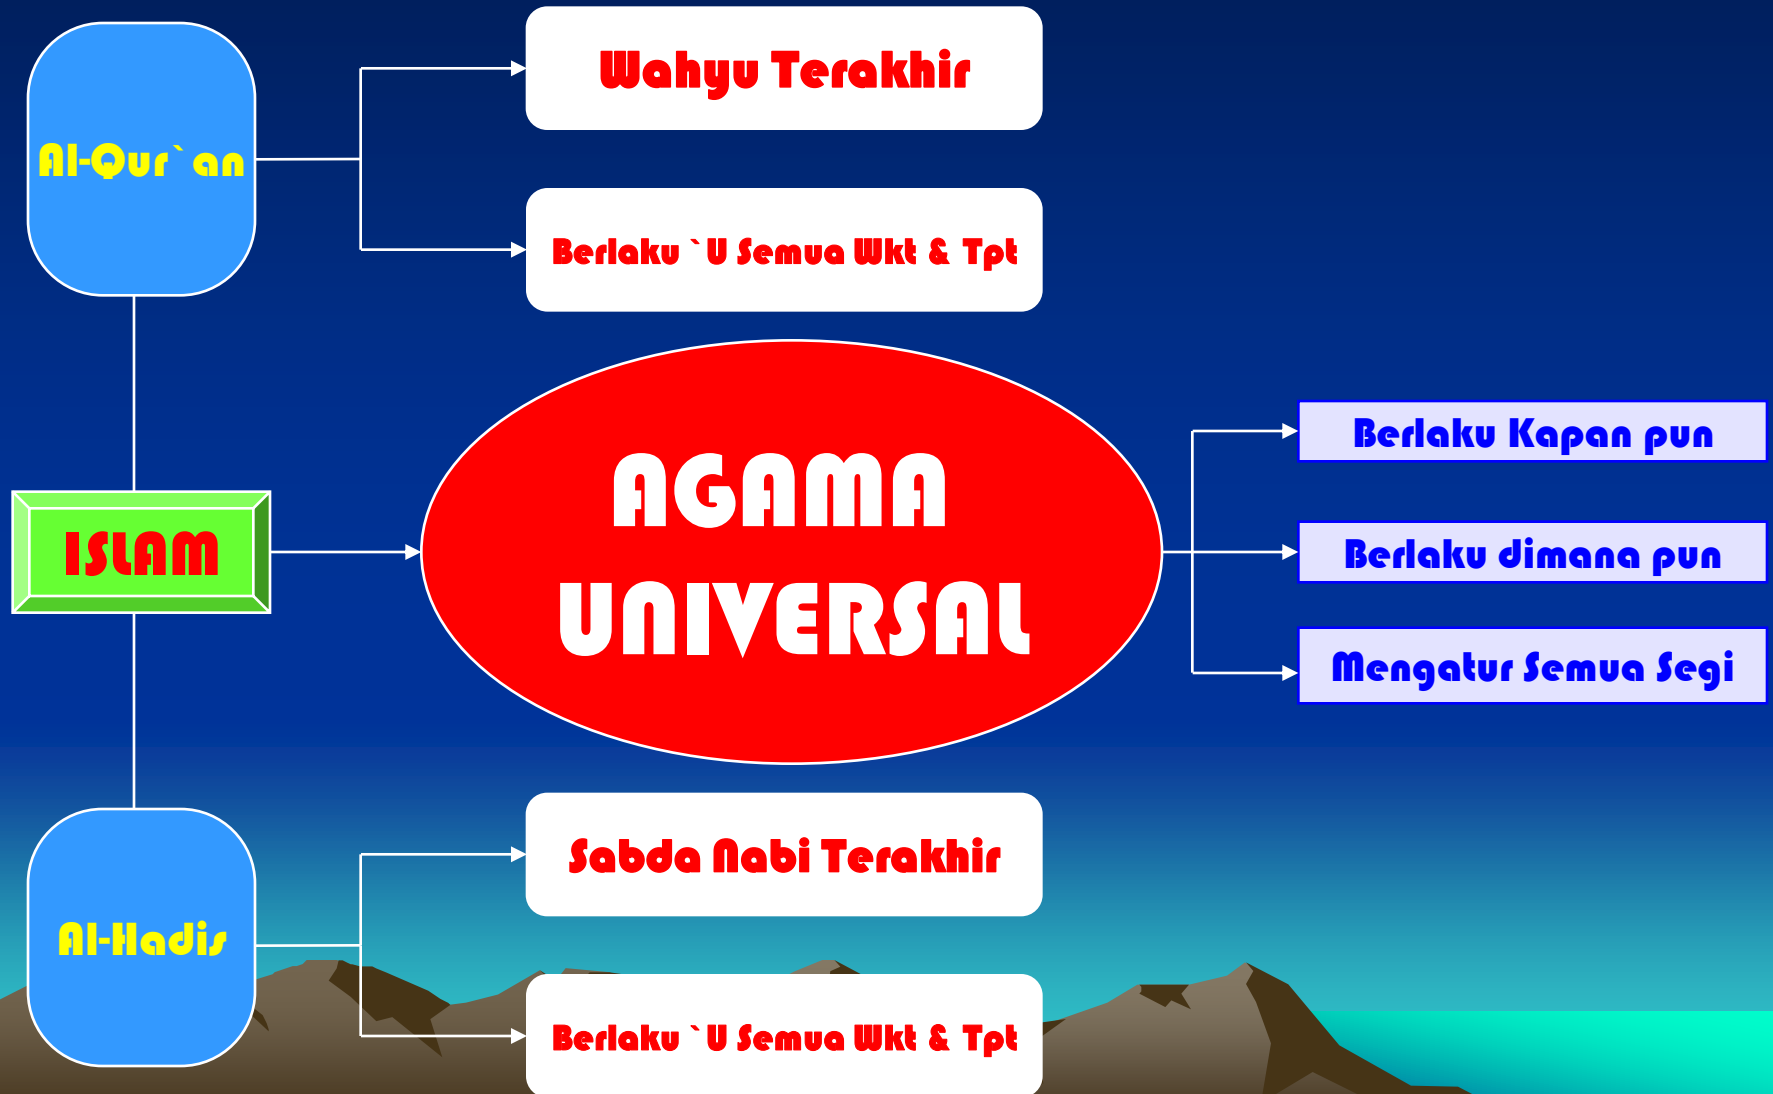 Wahyu Terakhir
Al-Qur`an
Berlaku `U Semua Wkt & Tpt
AGAMA
UNIVERSAL
ISLAM
Berlaku Kapan pun
Berlaku dimana pun
Mengatur Semua Segi
Sabda Nabi Terakhir
Al-Hadis
Berlaku `U Semua Wkt & Tpt